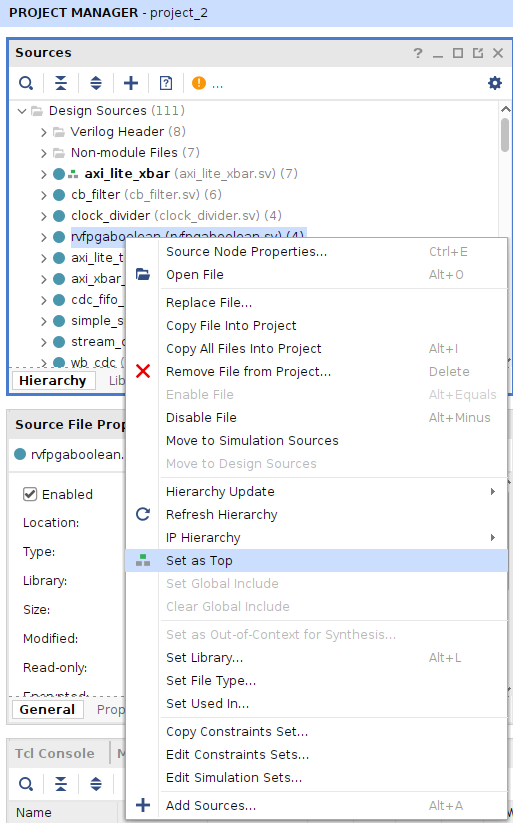 PROJECT MANAGER - project_2
Sources
Design Sources (111)
Verilog Header (8)
Non-module Files (7)
axi_lite_xbar (axi_lite_xbar.sv) (7)
cb_filter (cb_filter.sv) (6)
clock_divider (clock_divider.sv) (4)
rvfpgaboolean (rvfpgaboolean.sv) (4)
axi_lite_t
axi_xbar_
cdc_fifo_
simple_s
stream_c
wb_cdc (
Hierarchy Lib
Source File Prop
rvfpgaboolean.
Enabled
Location:
Type:
Library:
Size:
Modified:
Read-only:
Encrypted:
General Prop
Tcl Console M
Name
Source Node Properties... Ctrl+E
Open File Alt+O
Replace File...
Copy File Into Project
Copy All Files Into Project Alt+I
Remove File from Project... Delete
Enable File Alt+Equals
Disable File Alt+Minus
Move to Simulation Sources
Move to Design Sources
Hierarchy Update
Refresh Hierarchy
IP Hierarchy
Set as Top
Set Global Include
Clear Global Include
Set as Out-of-Context for Synthesis...
Set Library... Alt+L
Set File Type...
Set Used In...
Copy Constraints Set...
Edit Constraints Sets...
Edit Simulation Sets...
Add Sources... Alt+A